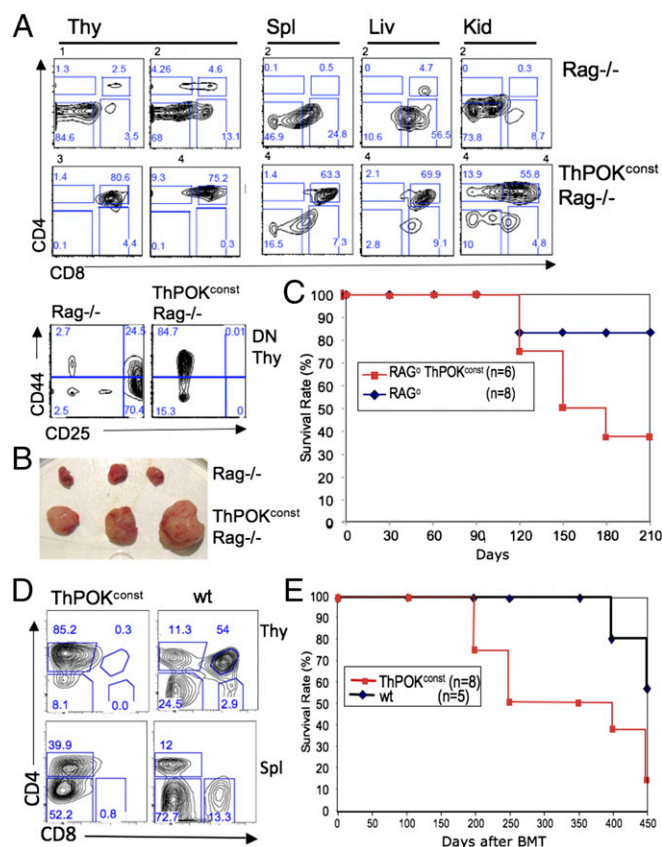 A
Thy Spl Liv Kid
1 2 2 2 2
1.3 2.5 4.26 4.6 0.1 0.5 0 4.7 0 0.3
Rag-/-
84.6 3.5 68 13.1 46.9 24.8 10.6 56.5 73.8 8.7
3 4 4 4 4 4
1.4 80.6 9.3 75.2 1.4 63.3 2.1 69.9 13.9 55.8
ThPOKconst
Rag-/-
0.1 4.4 0.1 0.3 16.5 7.3 2.8 9.1 10 4.8
CD4
CD8
Rag-/-
ThPOKconst
Rag-/-
2.7 24.5 84.7 0.01
DN
Thy
2.5 70.4 15.3 0
CD44
CD25
B
Rag-/-
ThPOKconst
Rag-/-
C
Survival Rate (%)
100
90
80
70
60
50
40
30
20
10
0
RAG° ThPOKconst (n=6)
RAG° (n=8)
0 30 60 90 120 150 180 210
Days
D
ThPOKconst wt
85.2 0.3 11.3 54
Thy
8.1 0.0 24.5 2.9
39.9 12
Spl
52.2 0.8 72.7 13.3
CD4
CD8
E
Survival Rate (%)
100
90
80
70
60
50
40
30
20
10
0
ThPOKconst (n=8)
wt (n=5)
0 50 100 150 200 250 300 350 400 450
Days after BMT